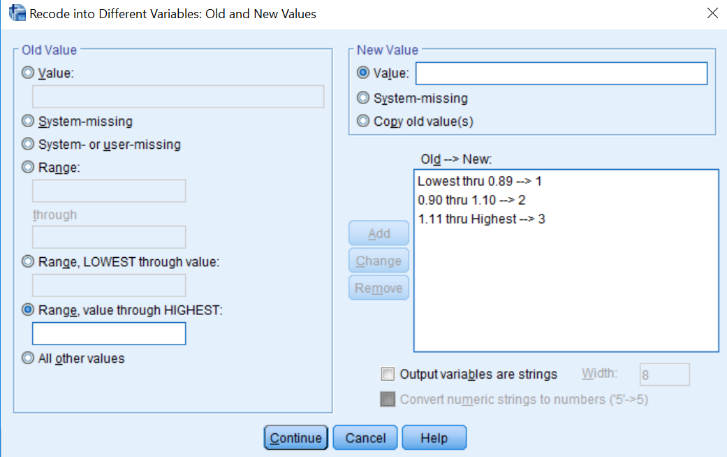 Recode into Different Variables: Old and New Values
Old Value
Value:
System-missing
System- or user-missing
Range:
through
Range, LOWEST through value:
Range, value through HIGHEST:
All other values
New Value
Value:
System-missing
Copy old value(s)
Old --> New:
Lowest thru 0.89 --> 1
0.90 thru 1.10 --> 2
1.11 thru Highest --> 3
Add
Change
Remove
Output variables are strings Width: 8
Convert numeric strings to numbers ('5'->5)
Continue Cancel Help